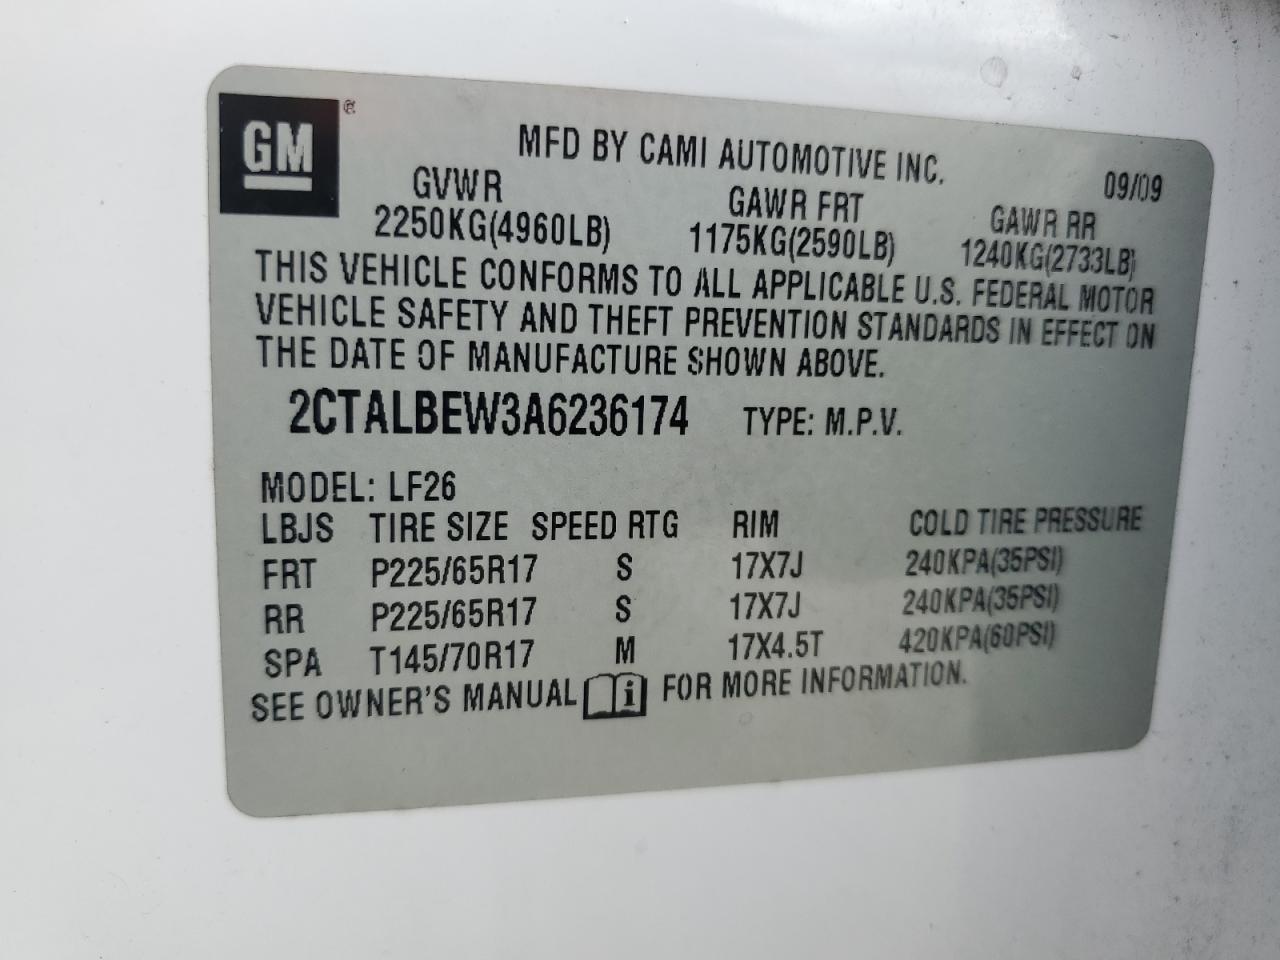 GM ®
MFD BY CAMI AUTOMOTIVE INC.
09/09
GVWR GAWR FRT GAWR RR
2250KG(4960LB) 1175KG(2590LB) 1240KG(2733LB)
THIS VEHICLE CONFORMS TO ALL APPLICABLE U.S. FEDERAL MOTOR
VEHICLE SAFETY AND THEFT PREVENTION STANDARDS IN EFFECT ON
THE DATE OF MANUFACTURE SHOWN ABOVE.
2CTALBEW3A6236174 TYPE: M.P.V.
MODEL: LF26
LBJS TIRE SIZE SPEED RTG RIM COLD TIRE PRESSURE
FRT P225/65R17 S 17X7J 240KPA(35PSI)
RR P225/65R17 S 17X7J 240KPA(35PSI)
SPA T145/70R17 M 17X4.5T 420KPA(60PSI)
SEE OWNER'S MANUAL i FOR MORE INFORMATION.